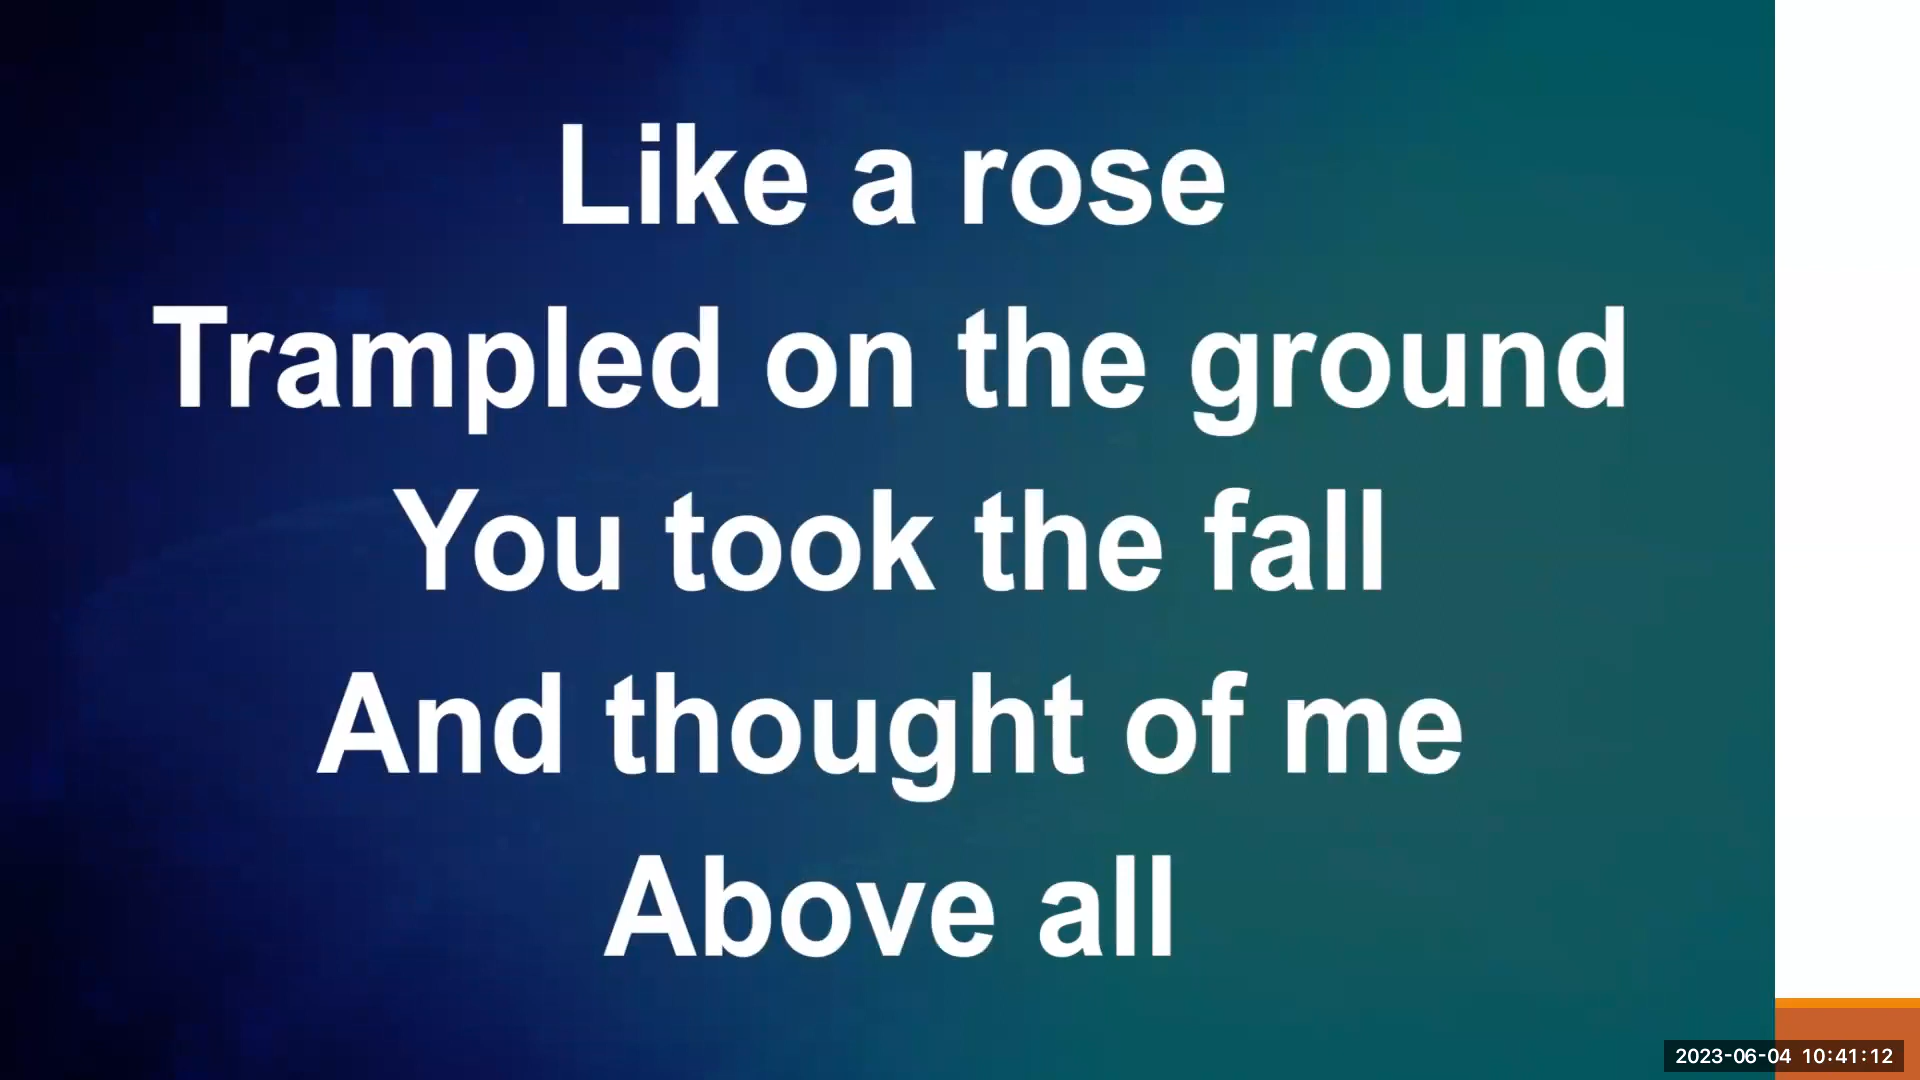 Like a rose
Trampled on the ground
You took the fall
And thought of me
Above all
2023-06-04 10:41:12